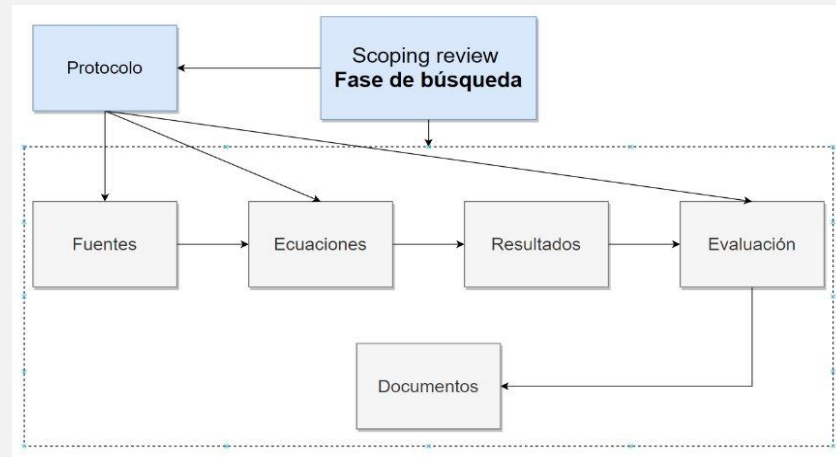 Protocolo
Scoping review
Fase de búsqueda
Fuentes
Ecuaciones
Resultados
Evaluación
Documentos